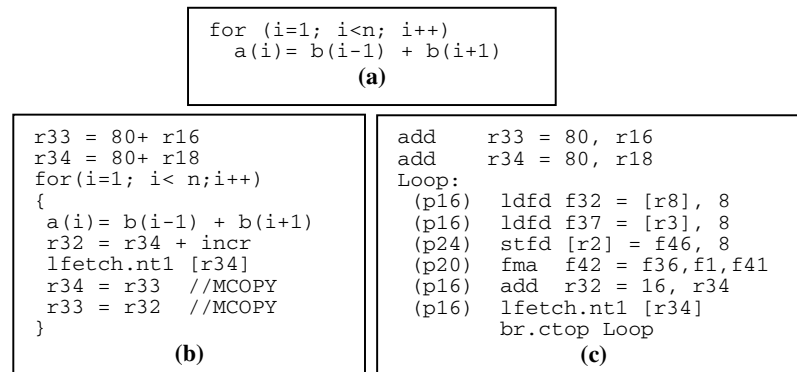 for (i=1; i<n; i++)
a(i)= b(i-1) + b(i+1)
(a)
r33 = 80+ r16
r34 = 80+ r18
for(i=1; i< n;i++)
{
a(i)= b(i-1) + b(i+1)
r32 = r34 + incr
lfetch.nt1 [r34]
r34 = r33 //MCOPY
r33 = r32 //MCOPY
}
(b)
add r33 = 80, r16
add r34 = 80, r18
Loop:
(p16) ldfd f32 = [r8], 8
(p16) ldfd f37 = [r3], 8
(p24) stfd [r2] = f46, 8
(p20) fma f42 = f36,f1,f41
(p16) add r32 = 16, r34
(p16) lfetch.nt1 [r34]
br.ctop Loop
(c)